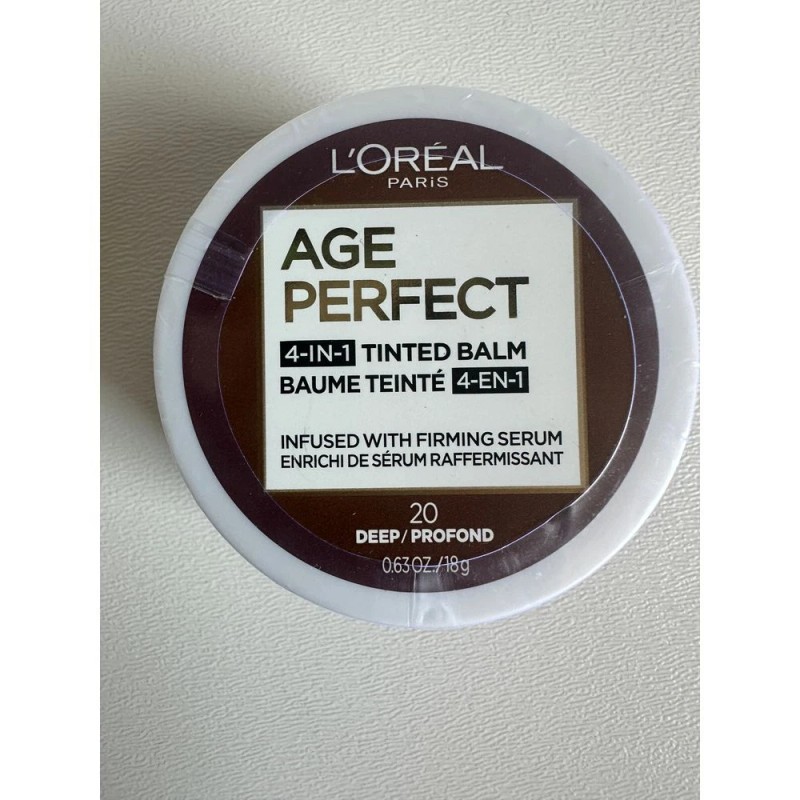 L'ORÉAL
PARiS
AGE
PERFECT
4-IN-1 TINTED BALM
BAUME TEINTÉ 4-EN-1
INFUSED WITH FIRMING SERUM
ENRICHI DE SÉRUM RAFFERMISSANT
20
DEEP/PROFOND
0.63 OZ./18g